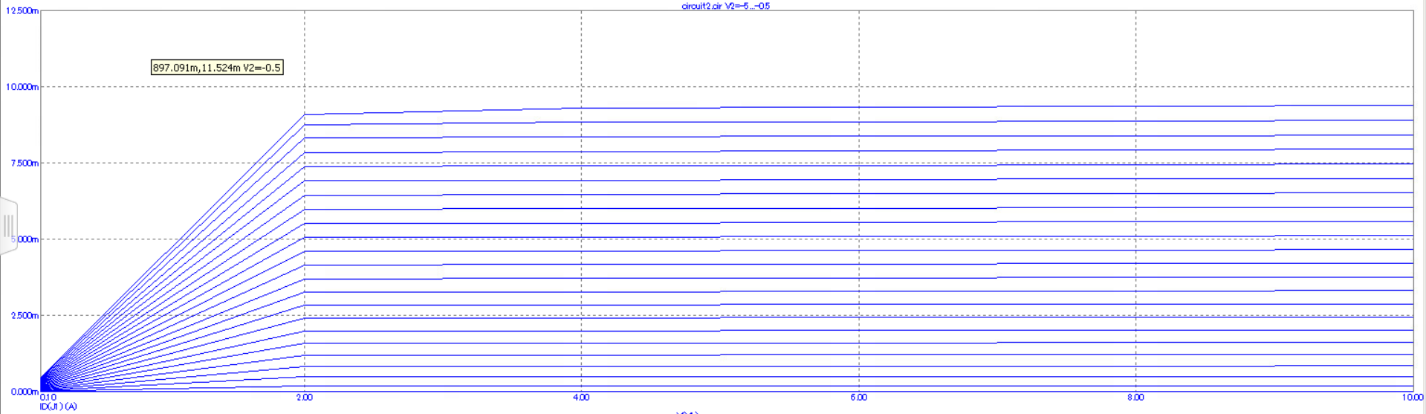 circuit2.cir V2=-5...-0.5
12.500m
897.091m,11.524m V2=-0.5
10.000m
7.500m
5.000m
2.500m
0.000m
0.10 2.00 4.00 6.00 8.00 10.00
ID(J1) (A)